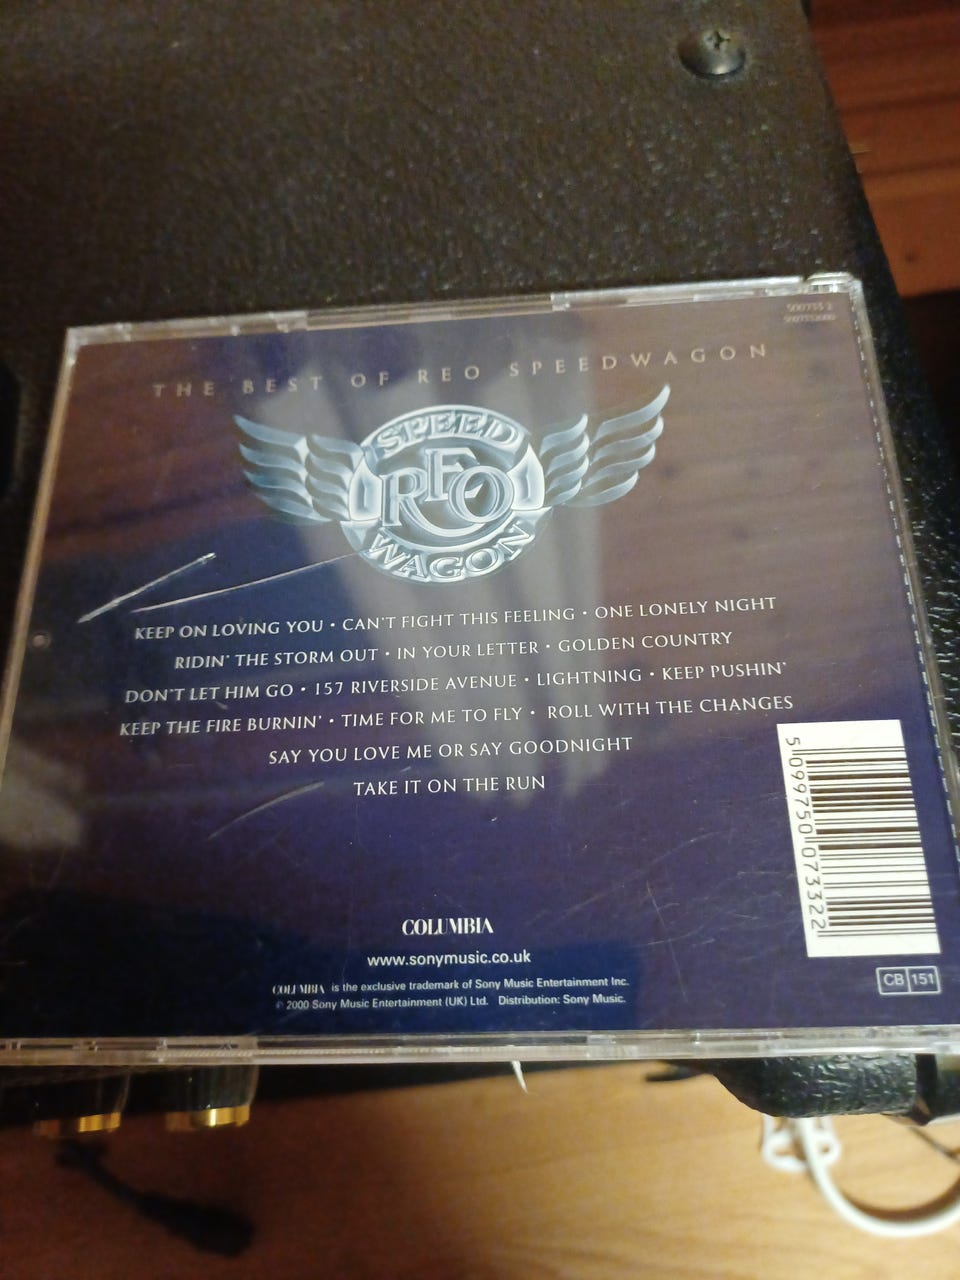 500733 2
THE BEST OF REO SPEEDWAGON
SPEED
REO
WAGON
KEEP ON LOVING YOU • CAN'T FIGHT THIS FEELING • ONE LONELY NIGHT
RIDIN' THE STORM OUT • IN YOUR LETTER • GOLDEN COUNTRY
DON'T LET HIM GO • 157 RIVERSIDE AVENUE • LIGHTNING • KEEP PUSHIN'
KEEP THE FIRE BURNIN' • TIME FOR ME TO FLY • ROLL WITH THE CHANGES
SAY YOU LOVE ME OR SAY GOODNIGHT
TAKE IT ON THE RUN
5 099750 073322
COLUMBIA
www.sonymusic.co.uk
CB 151
COLUMBIA is the exclusive trademark of Sony Music Entertainment Inc.
℗ 2000 Sony Music Entertainment (UK) Ltd. Distribution: Sony Music.